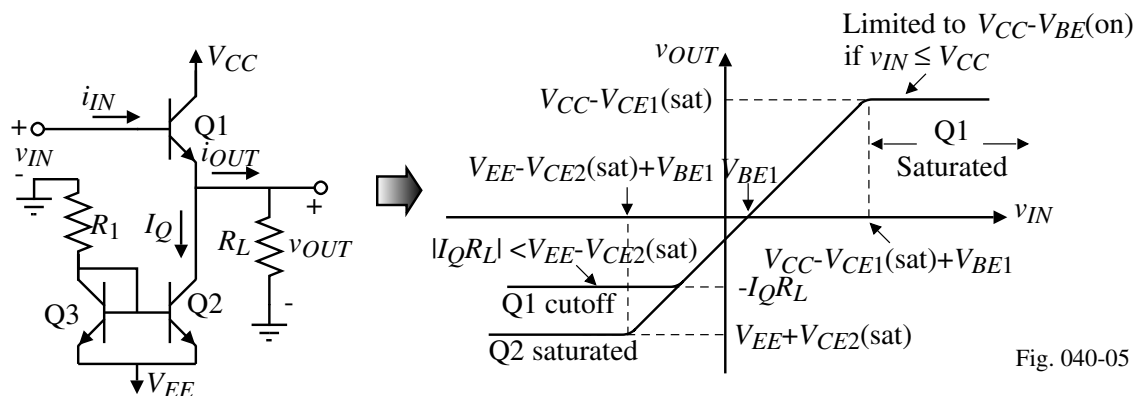 Limited to VCC-VBE(on)
if vIN ≤ VCC
vOUT
VCC
VCC-VCE1(sat)
iIN
Q1
Q1
Saturated
+
vIN
-
iOUT
VEE-VCE2(sat)+VBE1 VBE1
+
vIN
R1
IQ
RL
vOUT
|IQRL| <VEE-VCE2(sat)
VCC-VCE1(sat)+VBE1
-IQRL
Q1 cutoff
Q3
Q2
-
VEE+VCE2(sat)
Q2 saturated
VEE
Fig. 040-05